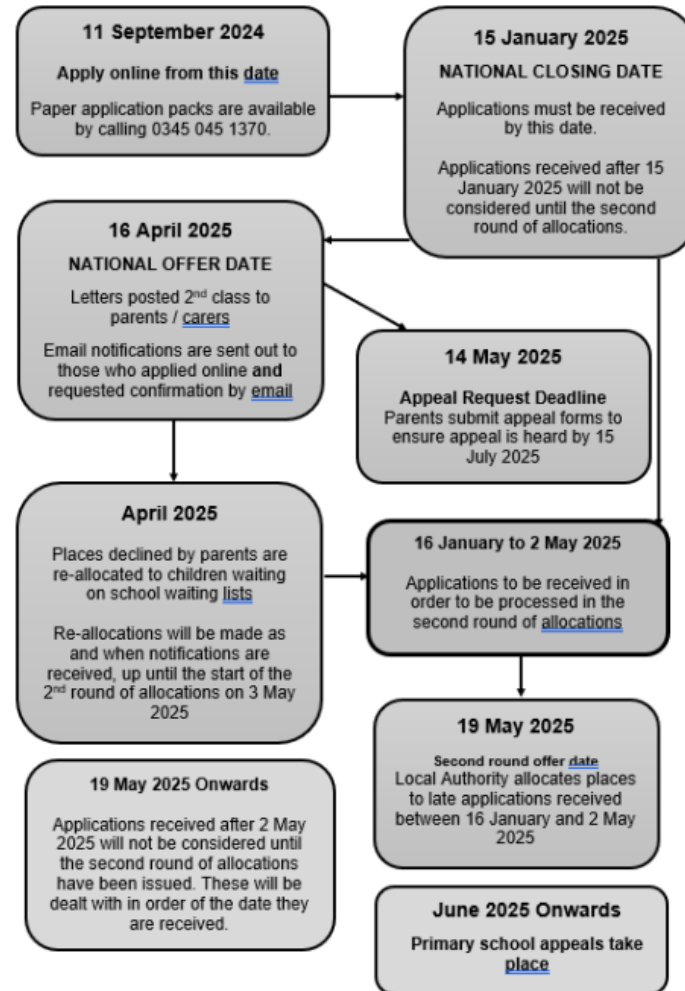 11 September 2024
Apply online from this date
Paper application packs are available
by calling 0345 045 1370.
15 January 2025
NATIONAL CLOSING DATE
Applications must be received
by this date.
Applications received after 15
January 2025 will not be
considered until the second
round of allocations.
16 April 2025
NATIONAL OFFER DATE
Letters posted 2nd class to
parents / carers
Email notifications are sent out to
those who applied online and
requested confirmation by email
14 May 2025
Appeal Request Deadline
Parents submit appeal forms to
ensure appeal is heard by 15
July 2025
April 2025
Places declined by parents are
re-allocated to children waiting
on school waiting lists
Re-allocations will be made as
and when notifications are
received, up until the start of the
2nd round of allocations on 3 May
2025
16 January to 2 May 2025
Applications to be received in
order to be processed in the
second round of allocations
19 May 2025
Second round offer date
Local Authority allocates places
to late applications received
between 16 January and 2 May
2025
19 May 2025 Onwards
Applications received after 2 May
2025 will not be considered until
the second round of allocations
have been issued. These will be
dealt with in order of the date they
are received.
June 2025 Onwards
Primary school appeals take
place